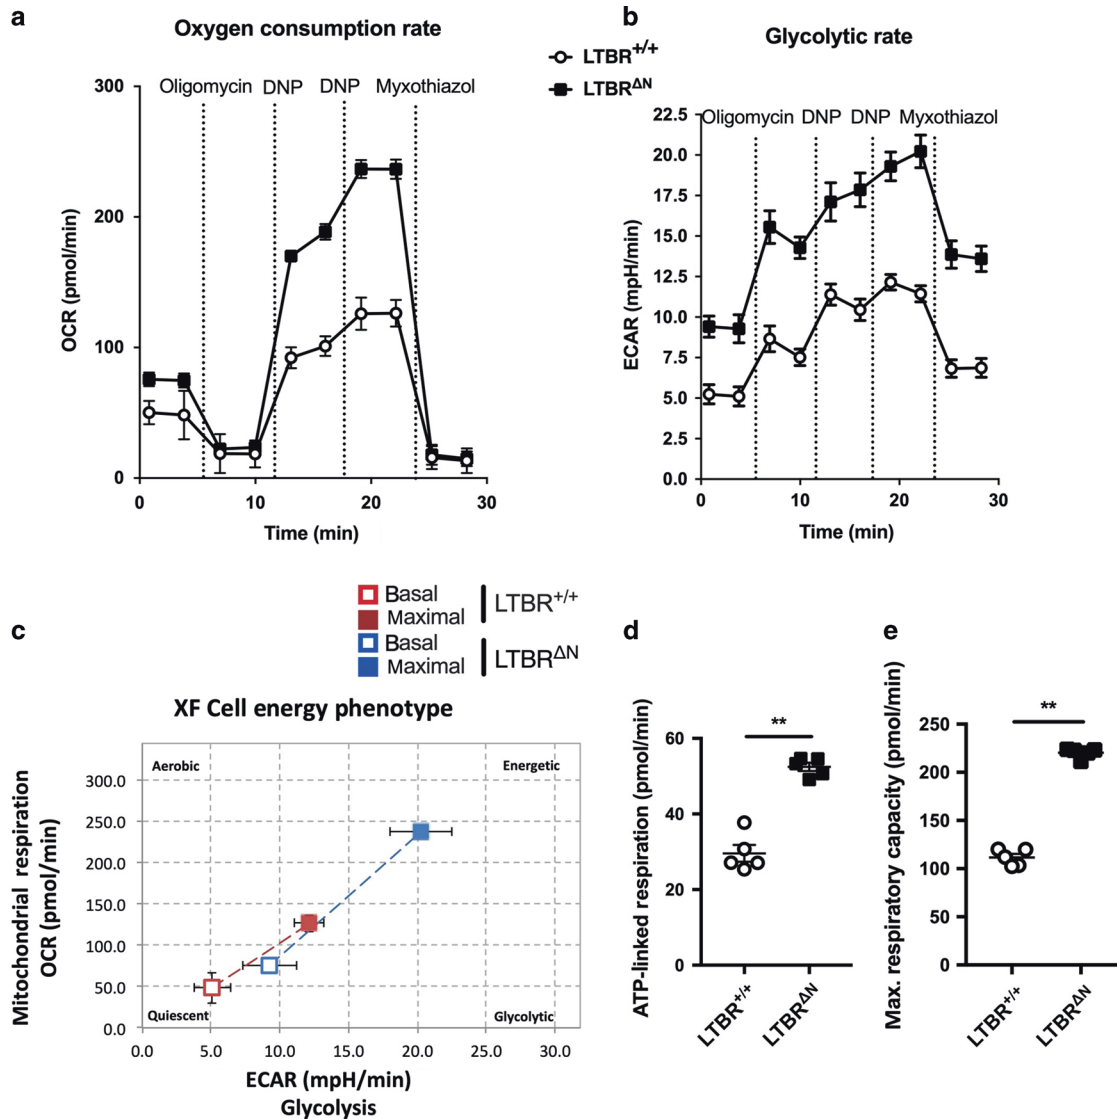 a
Oxygen consumption rate
Oligomycin DNP DNP Myxothiazol
OCR (pmol/min)
300
200
100
0
0 10 20 30
Time (min)
LTBR+/+
LTBRΔN
b
Glycolytic rate
Oligomycin DNP DNP Myxothiazol
ECAR (mpH/min)
22.5
20.0
17.5
15.0
12.5
10.0
7.5
5.0
2.5
0.0
0 10 20 30
Time (min)
c
Basal
Maximal
LTBR+/+
Basal
Maximal
LTBRΔN
XF Cell energy phenotype
Mitochondrial respiration
OCR (pmol/min)
Aerobic Energetic
300.0
250.0
200.0
150.0
100.0
50.0
0.0
Quiescent Glycolytic
0.0 5.0 10.0 15.0 20.0 25.0 30.0
ECAR (mpH/min)
Glycolysis
d
ATP-linked respiration (pmol/min)
**
60
40
20
0
LTBR+/+ LTBRΔN
e
Max. respiratory capacity (pmol/min)
**
250
200
150
100
50
0
LTBR+/+ LTBRΔN